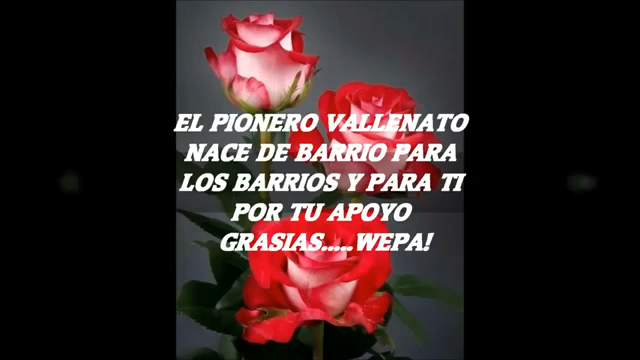 EL PIONERO VALLENATO
NACE DE BARRIO PARA
LOS BARRIOS Y PARA TI
POR TU APOYO
GRASIAS.....WEPA!